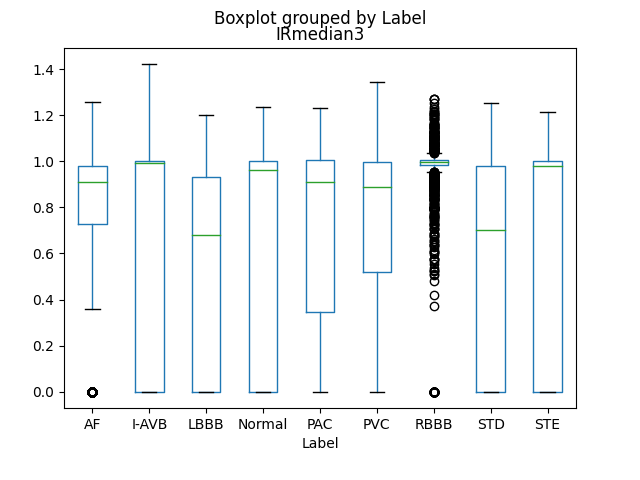 Boxplot grouped by Label
IRmedian3
1.4
1.2
1.0
0.8
0.6
0.4
0.2
0.0
AF I-AVB LBBB Normal PAC PVC RBBB STD STE
Label